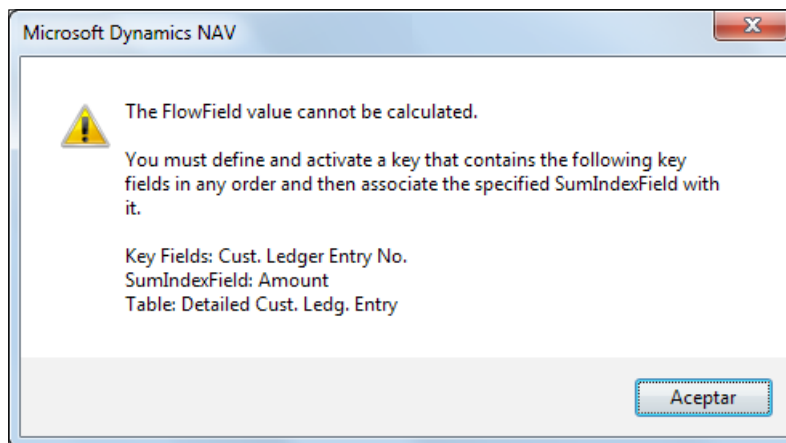 Microsoft Dynamics NAV
The FlowField value cannot be calculated.
You must define and activate a key that contains the following key
fields in any order and then associate the specified SumIndexField with
it.
Key Fields: Cust. Ledger Entry No.
SumIndexField: Amount
Table: Detailed Cust. Ledg. Entry
Aceptar